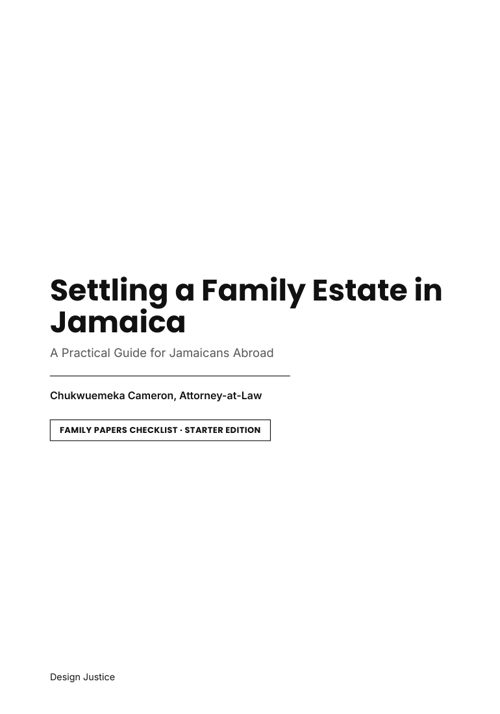 Settling a Family Estate in
Jamaica
A Practical Guide for Jamaicans Abroad
Chukwuemeka Cameron, Attorney-at-Law
FAMILY PAPERS CHECKLIST · STARTER EDITION
Design Justice